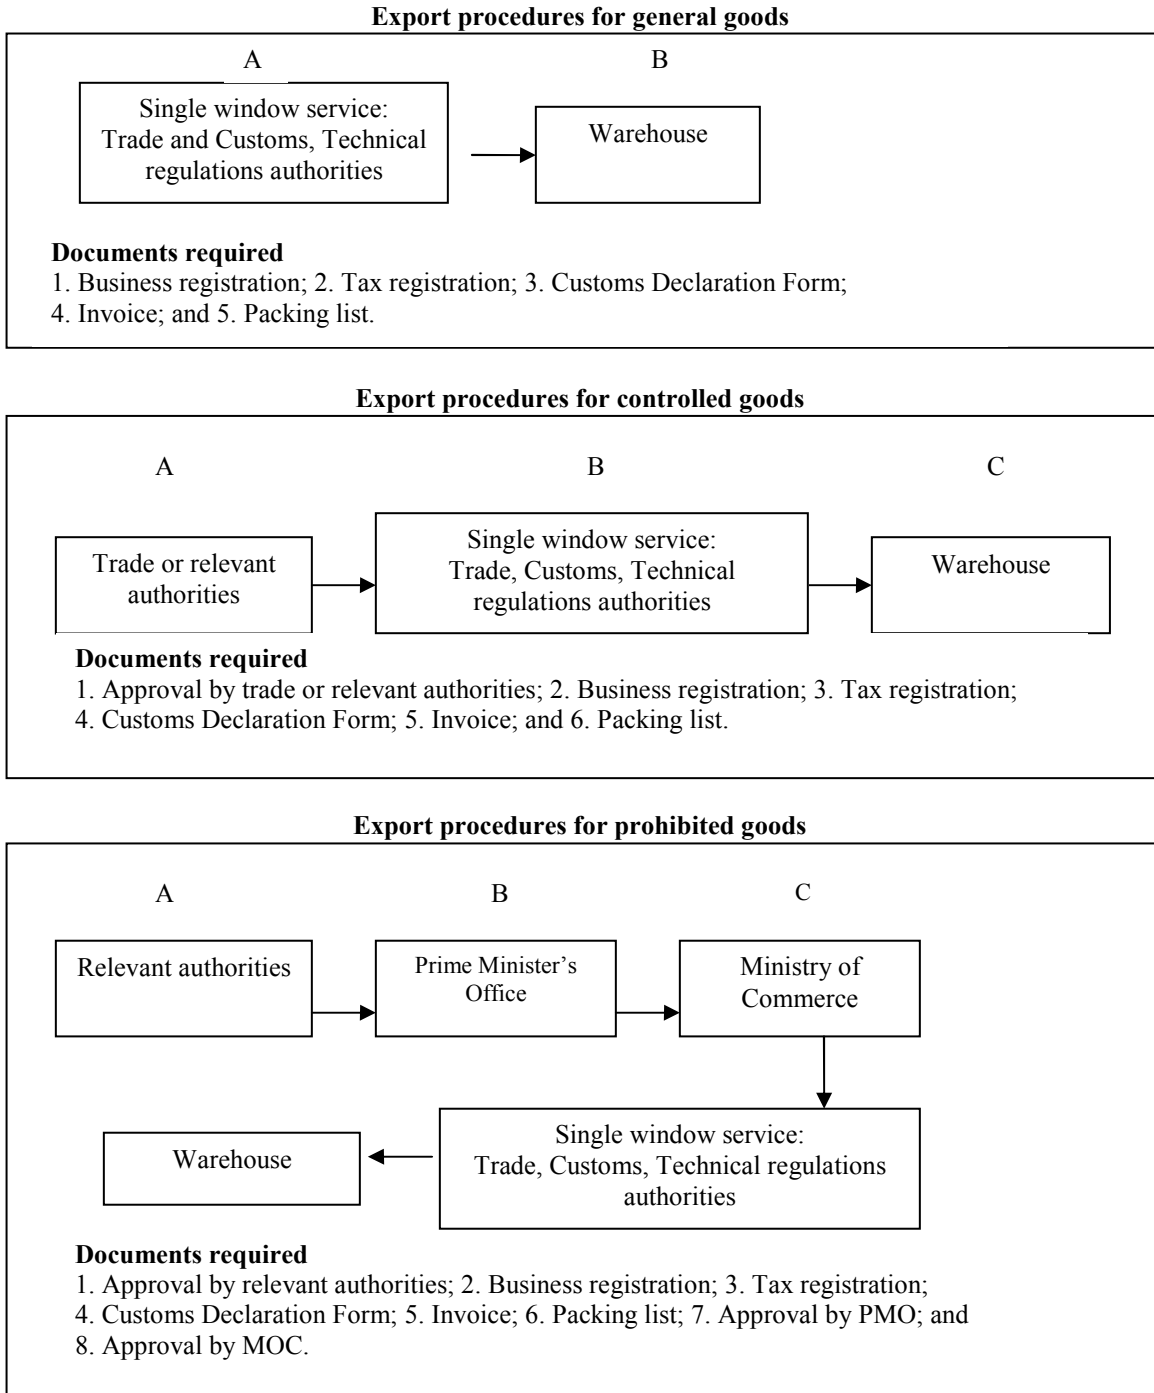 Export procedures for general goods
A
B
Single window service:
Trade and Customs, Technical
regulations authorities
Warehouse
Documents required
1. Business registration; 2. Tax registration; 3. Customs Declaration Form;
4. Invoice; and 5. Packing list.
Export procedures for controlled goods
A
B
C
Trade or relevant
authorities
Single window service:
Trade, Customs, Technical
regulations authorities
Warehouse
Documents required
1. Approval by trade or relevant authorities; 2. Business registration; 3. Tax registration;
4. Customs Declaration Form; 5. Invoice; and 6. Packing list.
Export procedures for prohibited goods
A
B
C
Relevant authorities
Prime Minister's
Office
Ministry of
Commerce
Warehouse
Single window service:
Trade, Customs, Technical regulations
authorities
Documents required
1. Approval by relevant authorities; 2. Business registration; 3. Tax registration;
4. Customs Declaration Form; 5. Invoice; 6. Packing list; 7. Approval by PMO; and
8. Approval by MOC.